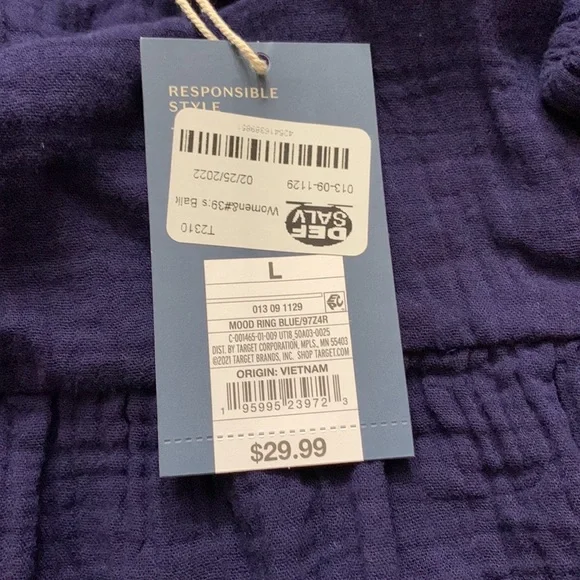 RESPONSIBLE
STYLE
T2310
Women&#39;s Ball
DEF
SALV
013-09-1129
02/25/2022
L
013 09 1129
MOOD RING BLUE/97Z4R
C-001465-01-009 UT18_50A03-0025
DIST. BY TARGET CORPORATION, MPLS., MN 55403
©2021 TARGET BRANDS, INC. SHOP TARGET.COM
ORIGIN: VIETNAM
1 95995 23972 3
$29.99